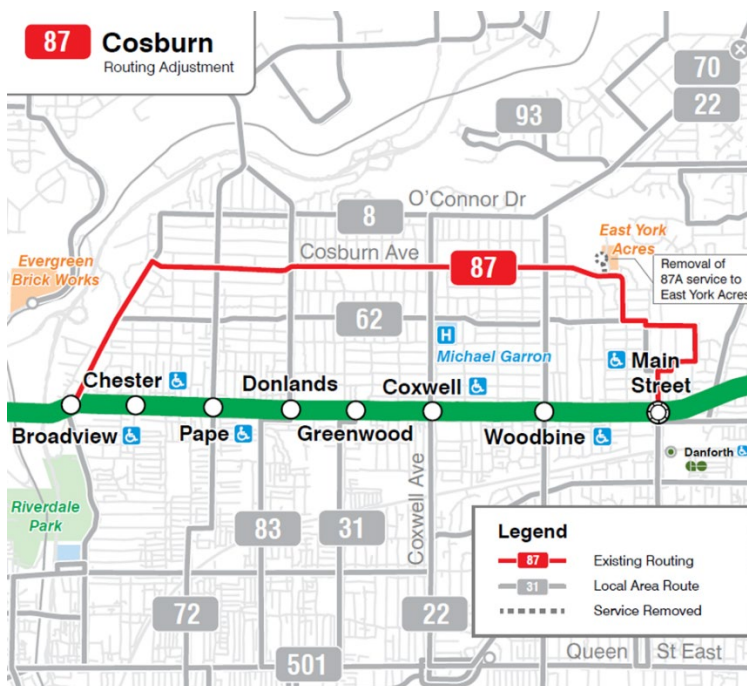 87 Cosburn
Routing Adjustment
70
22
93
O'Connor Dr
8
Cosburn Ave
East York
Acres
Evergreen
Brick Works
87
Removal of
87A service to
East York Acres
62
H
Michael Garron
Main
Street
Chester
Donlands
Coxwell
Broadview
Pape
Greenwood
Woodbine
Danforth
GO
Riverdale
Park
Coxwell Ave
83
31
Legend
87 Existing Routing
31 Local Area Route
Service Removed
72
22
501
Queen St East